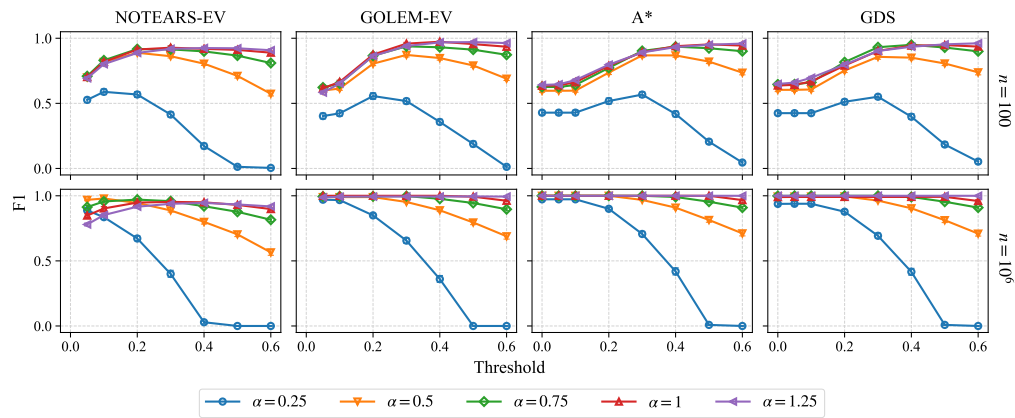 NOTEARS-EV GOLEM-EV A* GDS
1.0
0.5
0.0
n = 100
1.0
0.5
0.0
n = 10⁶
F1
0.0 0.2 0.4 0.6 0.0 0.2 0.4 0.6 0.0 0.2 0.4 0.6 0.0 0.2 0.4 0.6
Threshold
α = 0.25 α = 0.5 α = 0.75 α = 1 α = 1.25